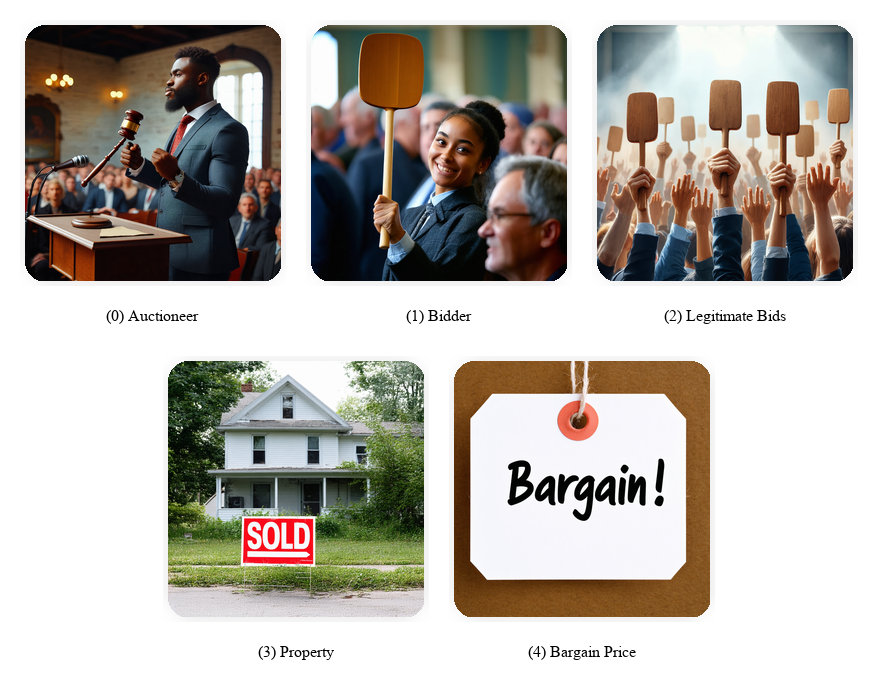 (0) Auctioneer
(1) Bidder
(2) Legitimate Bids
SOLD
Bargain!
(3) Property
(4) Bargain Price